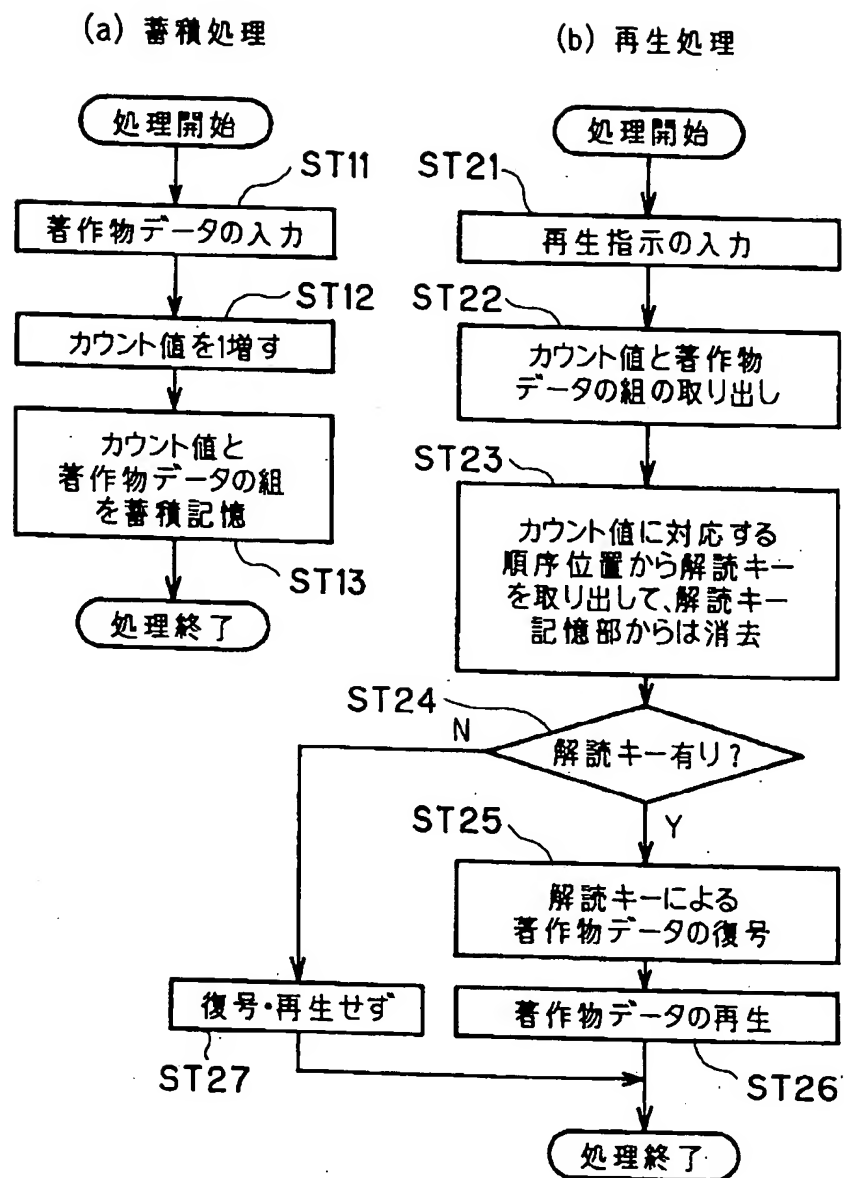 (a) 蓄積処理
処理開始
ST11
著作物データの入力
ST12
カウント値を1増す
カウント値と
著作物データの組
を蓄積記憶
ST13
処理終了
(b) 再生処理
処理開始
ST21
再生指示の入力
ST22
カウント値と著作物
データの組の取り出し
ST23
カウント値に対応する
順序位置から解読キー
を取り出して、解読キー
記憶部からは消去
ST24
N
解読キー有り?
ST25
Y
解読キーによる
著作物データの復号
復号・再生せず
ST27
著作物データの再生
ST26
処理終了